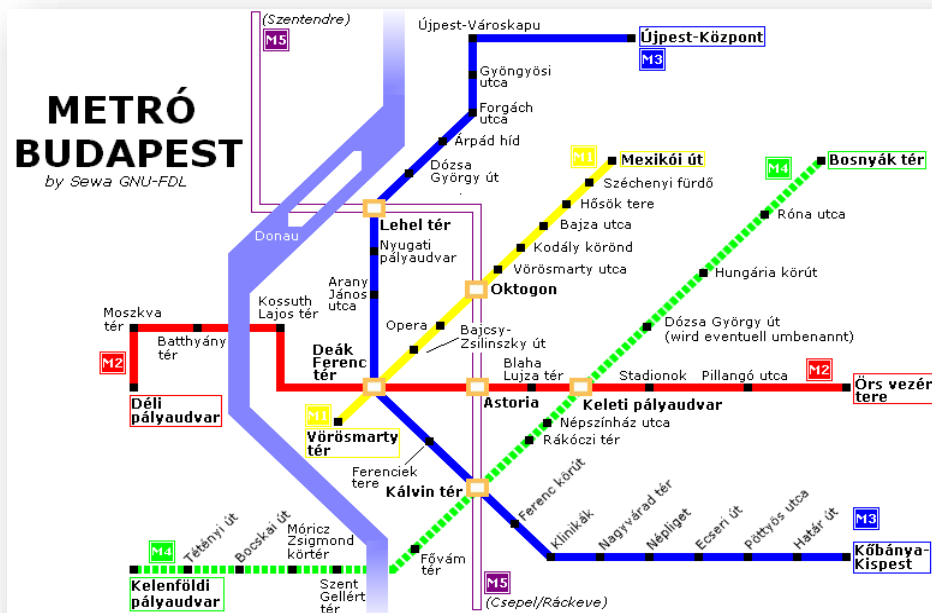 (Szentendre)
M5
METRÓ
BUDAPEST
by Sewa GNU-FDL
Újpest-Városkapu
Újpest-Központ
M3
Gyöngyösi
utca
Forgách
utca
Árpád híd
Dózsa
György út
M1
Mexikói út
M4
Bosnyák tér
Széchenyi fürdő
Hősök tere
Bajza utca
Kodály körönd
Vörösmarty utca
Róna utca
Hungária körút
Donau
Lehel tér
Nyugati
pályaudvar
Arany
János
utca
Oktogon
Moszkva
tér
Batthyány
tér
Kossuth
Lajos tér
Opera
Bajcsy-
Zsilinszky út
Dózsa György út
(wird eventuell umbenannt)
Deák
Ferenc
tér
M2
Déli
pályaudvar
Blaha
Lujza tér
Astoria
Keleti pályaudvar
Stadionok
Pillangó utca
M2
Örs vezér
tere
M1
Vörösmarty
tér
Népszínház utca
Rákóczi tér
Ferenciek
tere
Kálvin tér
Ferenc körút
Klinikák
Nagyvárad tér
Népliget
Ecseri út
Pöttyös utca
Határ út
M3
Kőbánya-
Kispest
M4
Kelenföldi
pályaudvar
Tétényi út
Bocskai út
Móricz
Zsigmond
körtér
Szent
Gellért
tér
Fővám
tér
M5
(Csepel/Ráckeve)